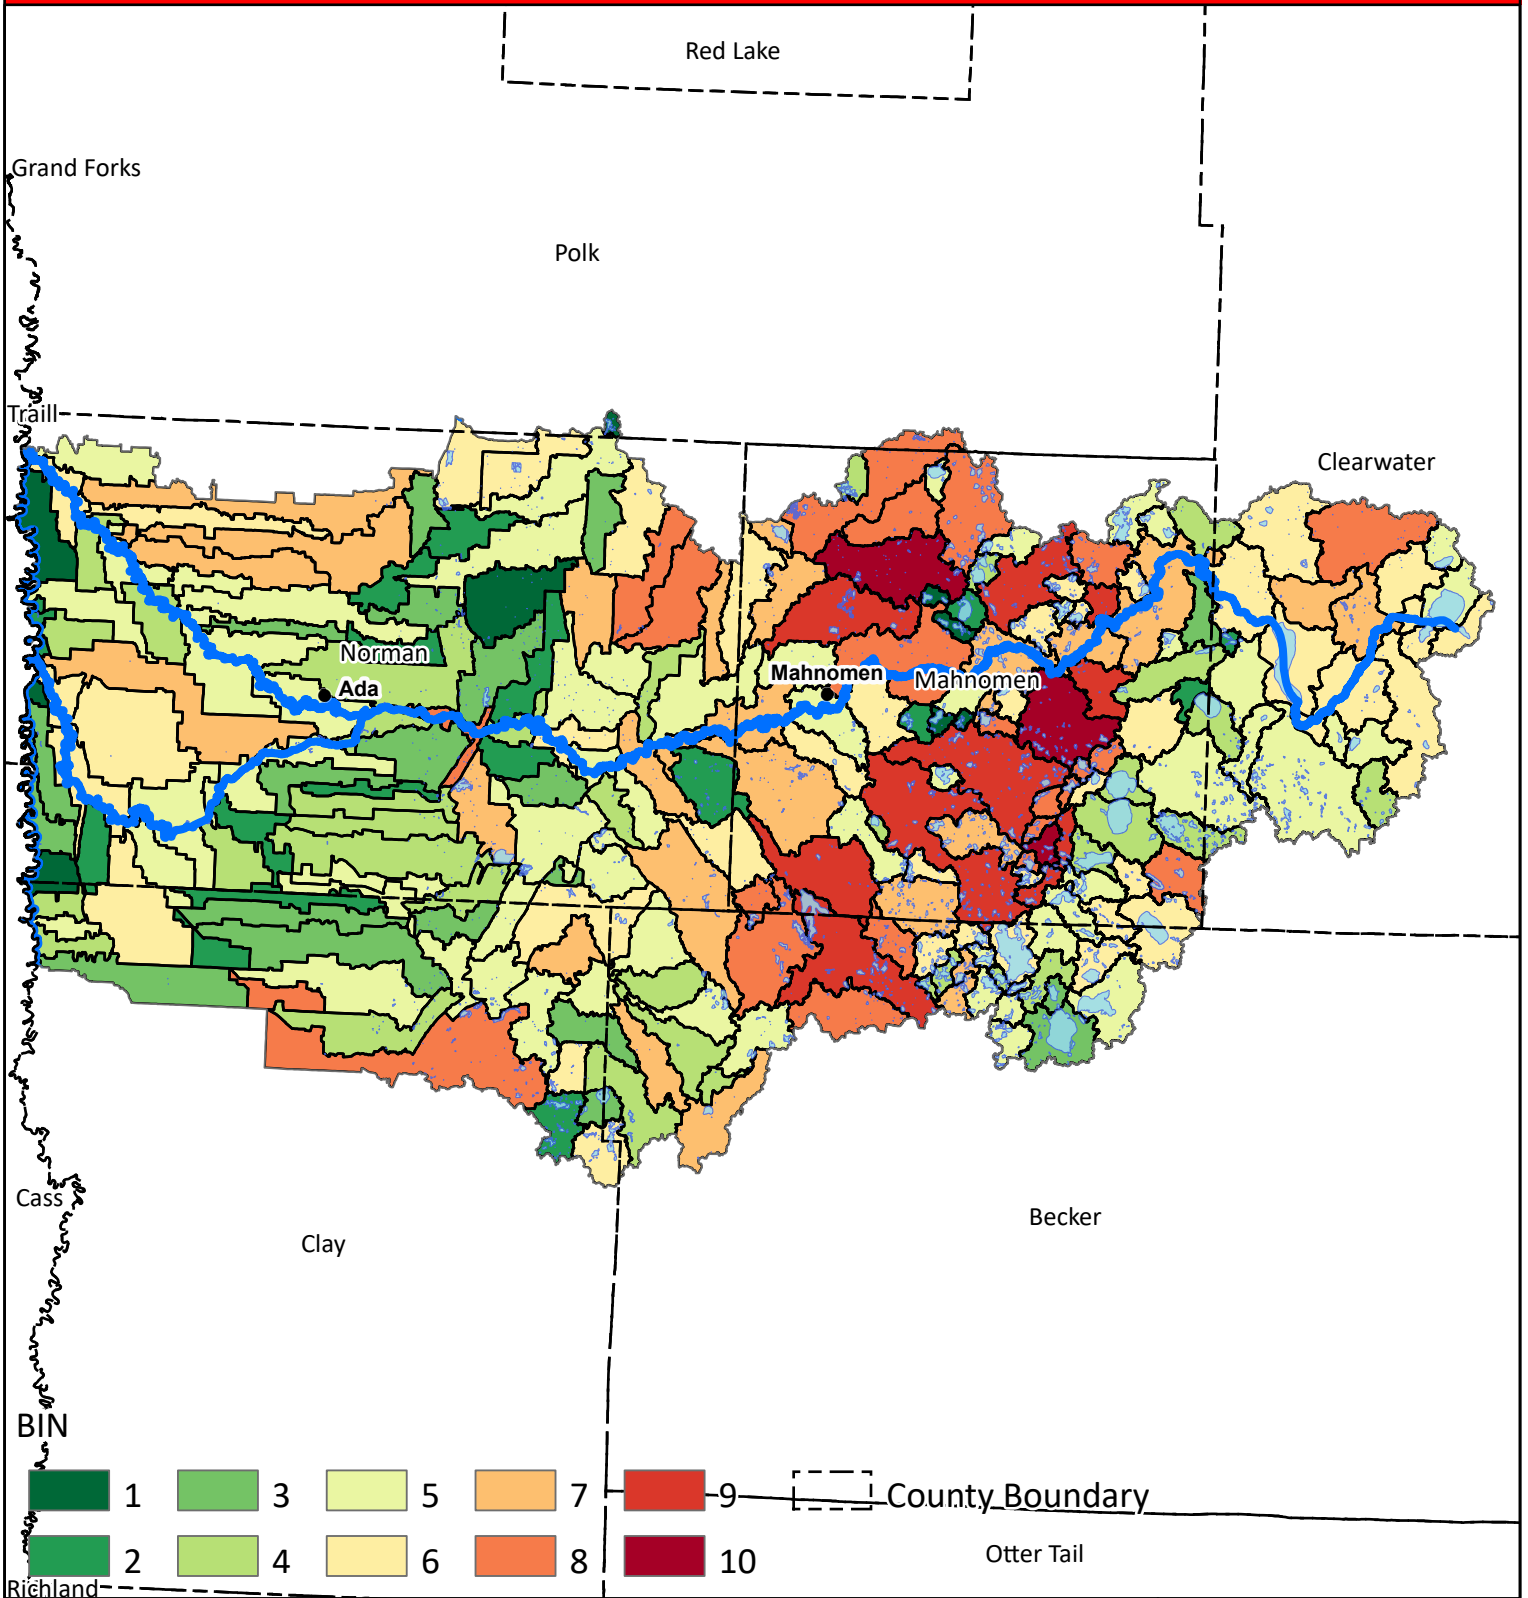 Red Lake
Grand Forks
Polk
Traill
Clearwater
Norman
Ada
Mahnomen
Mahnomen
Cass
Becker
Clay
BIN
1
3
5
7
9
County Boundary
2
4
6
8
10
Otter Tail
Richland